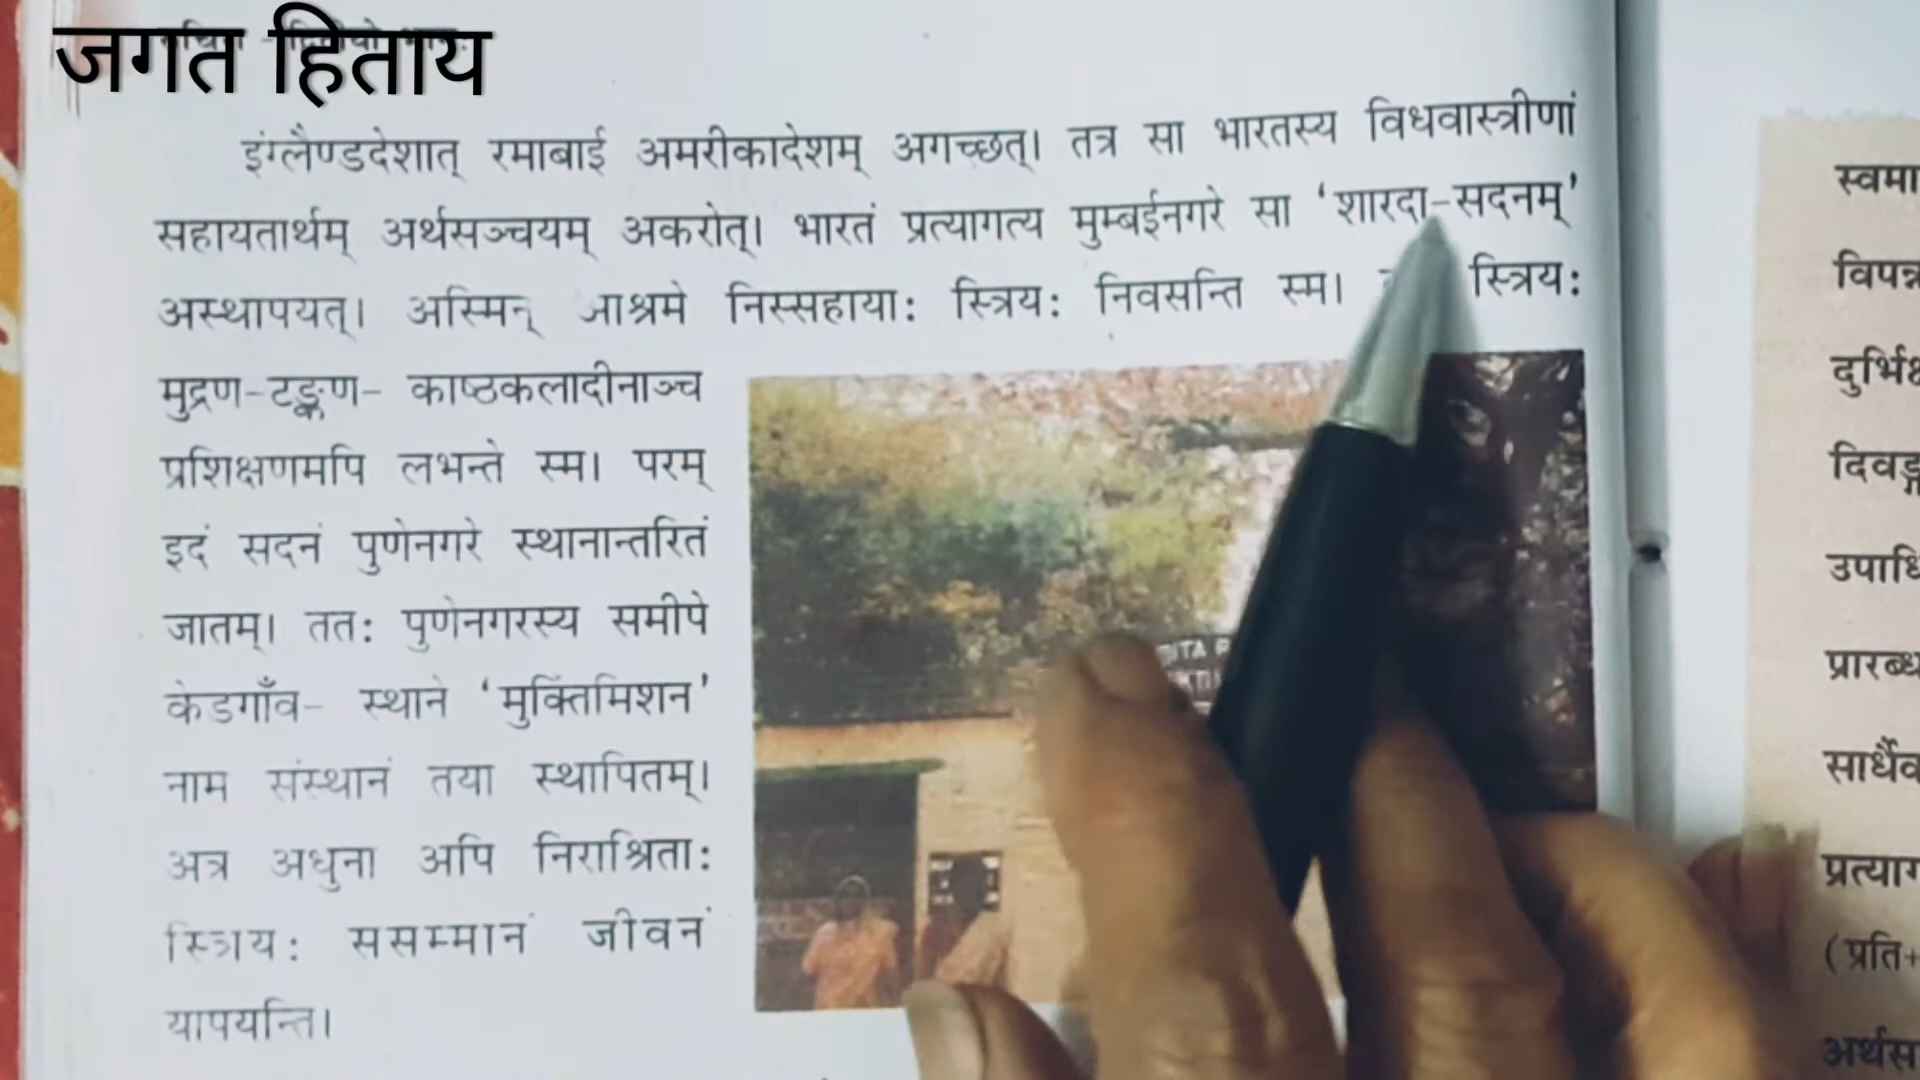 जगत हिताय
इंग्लैण्डदेशात् रमाबाई अमरीकादेशम् अगच्छत्। तत्र सा भारतस्य विधवास्त्रीणां
सहायतार्थम् अर्थसञ्चयम् अकरोत्। भारतं प्रत्यागत्य मुम्बईनगरे सा ‘शारदा-सदनम्’
अस्थापयत्। अस्मिन् आश्रमे निस्सहायाः स्त्रियः निवसन्ति स्म। स्त्रियः
मुद्रण-टङ्कण- काष्ठकलादीनाञ्च
प्रशिक्षणमपि लभन्ते स्म। परम्
इदं सदनं पुणेनगरे स्थानान्तरितं
जातम्। ततः पुणेनगरस्य समीपे
केडगाँव- स्थाने ‘मुक्तिमिशन’
नाम संस्थानं तया स्थापितम्।
अत्र अधुना अपि निराश्रिताः
स्त्रियः ससम्मानं जीवनं
यापयन्ति।
स्वमा
विपन्न
दुर्भिक्ष
दिवङ्ग
उपाधि
प्रारब्ध
सार्धैव
प्रत्याग
(प्रति+
अर्थस